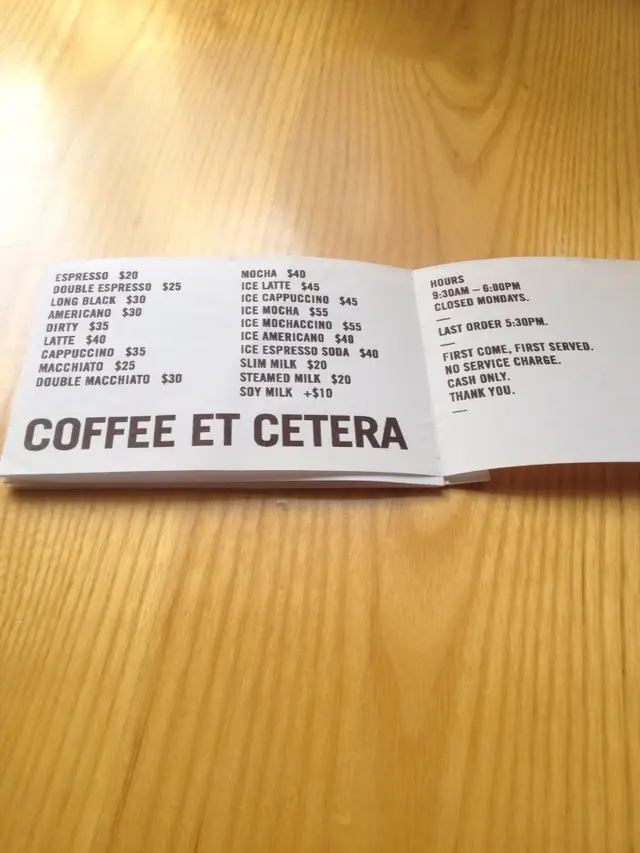 ESPRESSO $20
DOUBLE ESPRESSO $25
LONG BLACK $30
AMERICANO $30
DIRTY $35
LATTE $40
CAPPUCCINO $35
MACCHIATO $25
DOUBLE MACCHIATO $30
MOCHA $40
ICE LATTE $45
ICE CAPPUCCINO $45
ICE MOCHA $55
ICE MOCHACCINO $55
ICE AMERICANO $40
ICE ESPRESSO SODA $40
SLIM MILK $20
STEAMED MILK $20
SOY MILK +$10
COFFEE ET CETERA
HOURS
9:30AM – 6:00PM
CLOSED MONDAYS.
—
LAST ORDER 5:30PM.
—
FIRST COME, FIRST SERVED.
NO SERVICE CHARGE.
CASH ONLY.
THANK YOU.
—